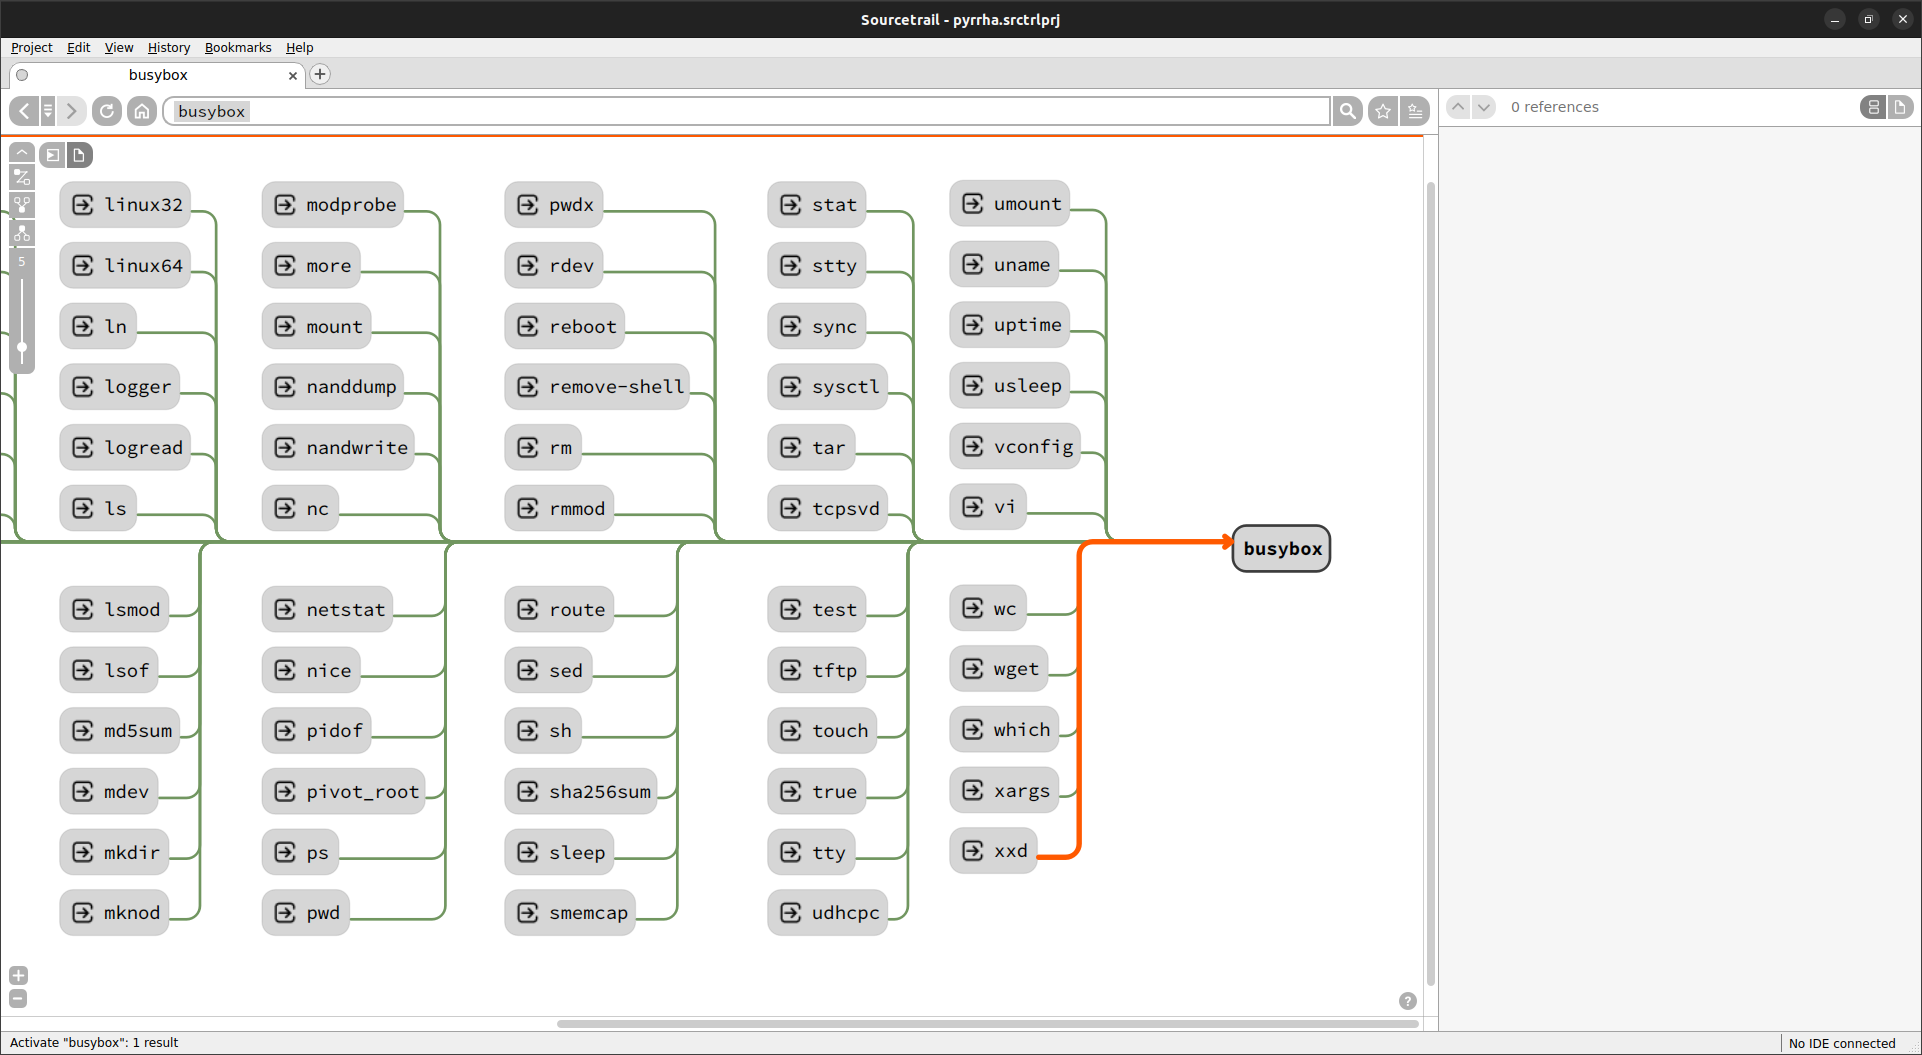 Sourcetrail - pyrrha.srctrlprj
Project Edit View History Bookmarks Help
busybox
busybox
0 references
5
linux32 modprobe pwdx stat umount
linux64 more rdev stty uname
ln mount reboot sync uptime
logger nanddump remove-shell sysctl usleep
logread nandwrite rm tar vconfig
ls nc rmmod tcpsvd vi
busybox
lsmod netstat route test wc
lsof nice sed tftp wget
md5sum pidof sh touch which
mdev pivot_root sha256sum true xargs
mkdir ps sleep tty xxd
mknod pwd smemcap udhcpc
?
Activate "busybox": 1 result
No IDE connected